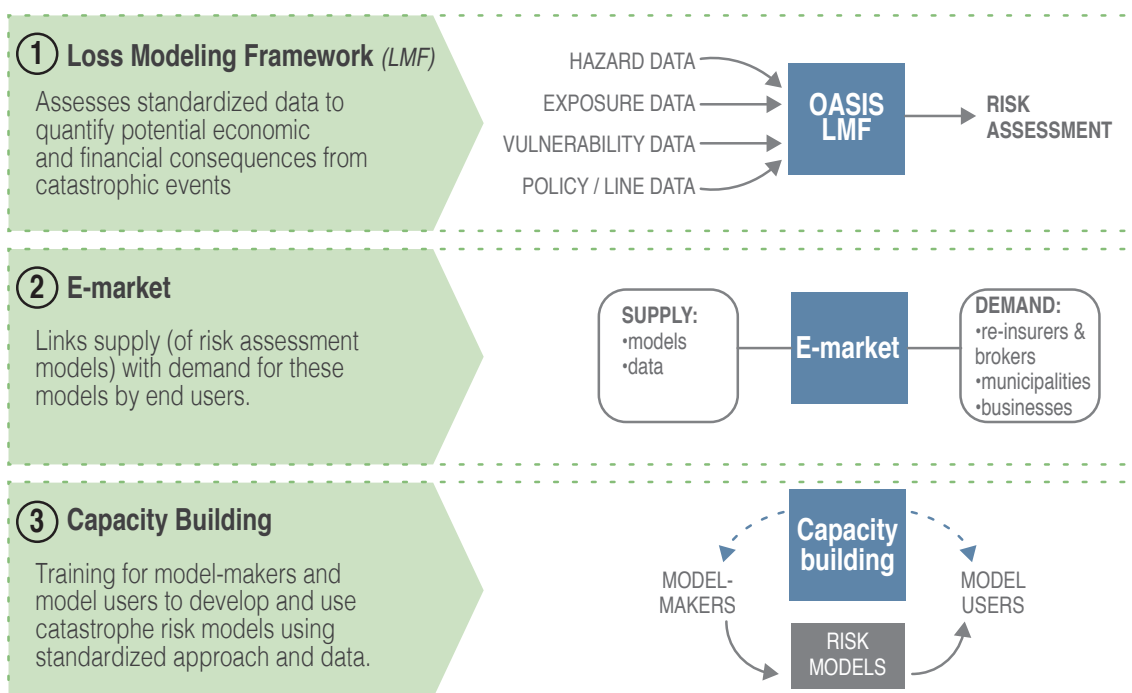 1 Loss Modeling Framework (LMF)
Assesses standardized data to
quantify potential economic
and financial consequences from
catastrophic events
HAZARD DATA
EXPOSURE DATA
VULNERABILITY DATA
POLICY / LINE DATA
OASIS
LMF
RISK
ASSESSMENT
2 E-market
Links supply (of risk assessment
models) with demand for these
models by end users.
SUPPLY:
•models
•data
E-market
DEMAND:
•re-insurers &
brokers
•municipalities
•businesses
3 Capacity Building
Training for model-makers and
model users to develop and use
catastrophe risk models using
standardized approach and data.
Capacity
building
MODEL-
MAKERS
MODEL
USERS
RISK
MODELS